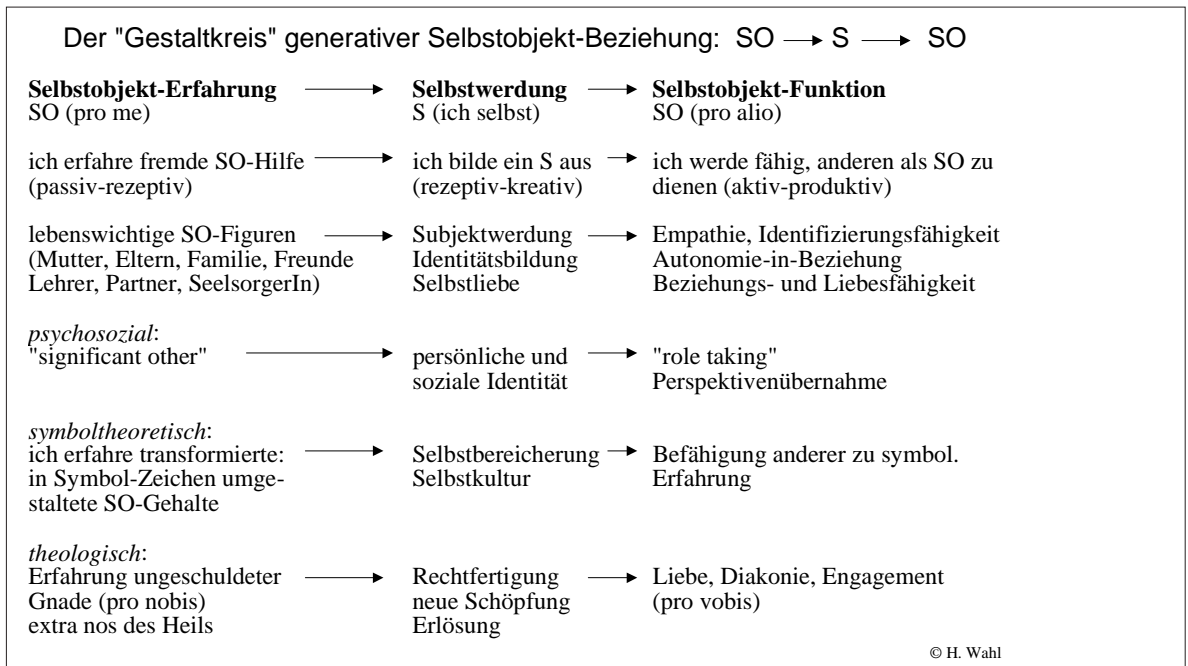 Der "Gestaltkreis" generativer Selbstobjekt-Beziehung: SO → S → SO
Selbstobjekt-Erfahrung → Selbstwerdung → Selbstobjekt-Funktion
SO (pro me) S (ich selbst) SO (pro alio)
ich erfahre fremde SO-Hilfe → ich bilde ein S aus → ich werde fähig, anderen als SO zu
(passiv-rezeptiv) (rezeptiv-kreativ) dienen (aktiv-produktiv)
lebenswichtige SO-Figuren → Subjektwerdung → Empathie, Identifizierungsfähigkeit
(Mutter, Eltern, Familie, Freunde Identitätsbildung Autonomie-in-Beziehung
Lehrer, Partner, SeelsorgerIn) Selbstliebe Beziehungs- und Liebesfähigkeit
psychosozial:
"significant other" → persönliche und → "role taking"
soziale Identität Perspektivenübernahme
symboltheoretisch:
ich erfahre transformierte: → Selbstbereicherung → Befähigung anderer zu symbol.
in Symbol-Zeichen umge- Selbstkultur Erfahrung
staltete SO-Gehalte
theologisch:
Erfahrung ungeschuldeter → Rechtfertigung → Liebe, Diakonie, Engagement
Gnade (pro nobis) neue Schöpfung (pro vobis)
extra nos des Heils Erlösung
© H. Wahl